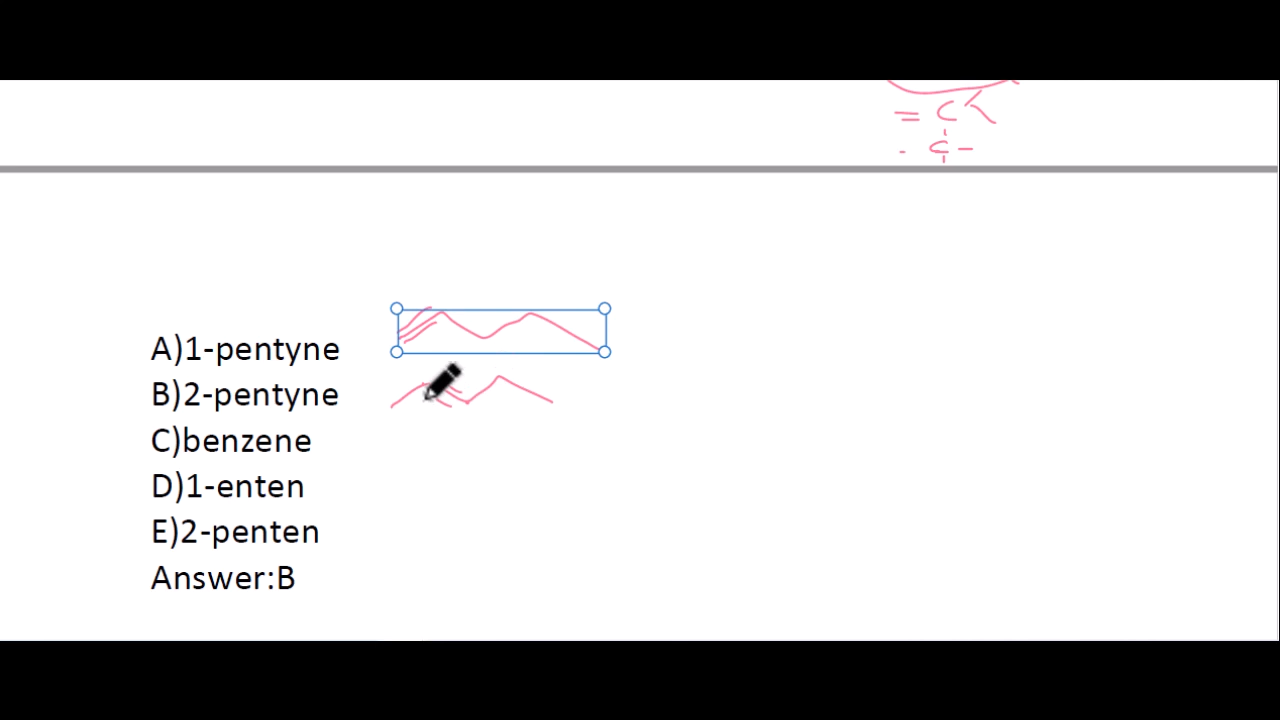 = C
- C -
A)1-pentyne
B)2-pentyne
C)benzene
D)1-enten
E)2-penten
Answer:B